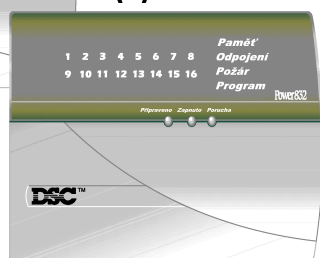 1 2 3 4 5 6 7 8
9 10 11 12 13 14 15 16
Paměť
Odpojení
Požár
Program
Power832
Připraveno Zapnuto Porucha
DSC™